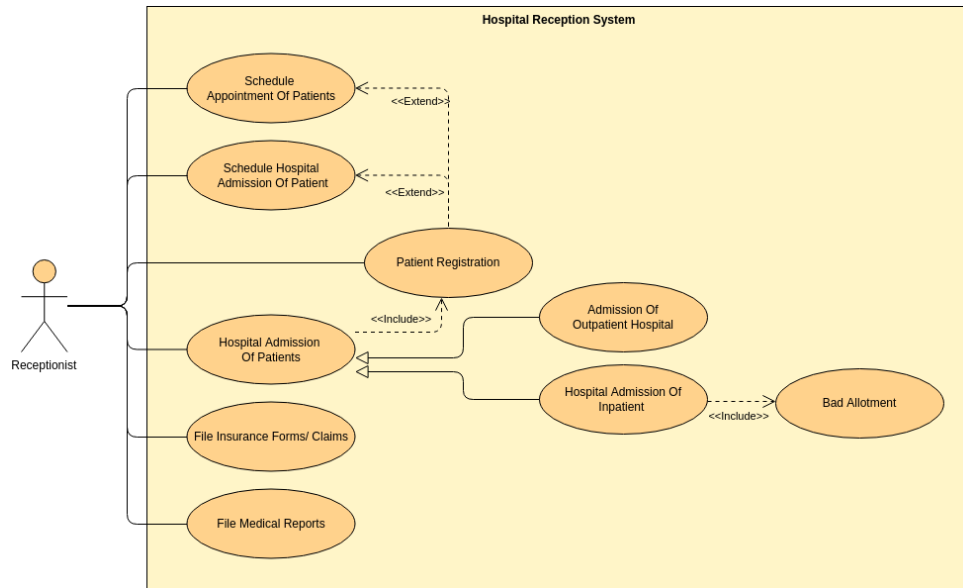 Hospital Reception System
Schedule
Appointment Of Patients
<<Extend>>
Schedule Hospital
Admission Of Patient
<<Extend>>
Patient Registration
<<Include>>
Admission Of
Outpatient Hospital
Hospital Admission
Of Patients
Receptionist
Hospital Admission Of
Inpatient
<<Include>>
Bad Allotment
File Insurance Forms/ Claims
File Medical Reports